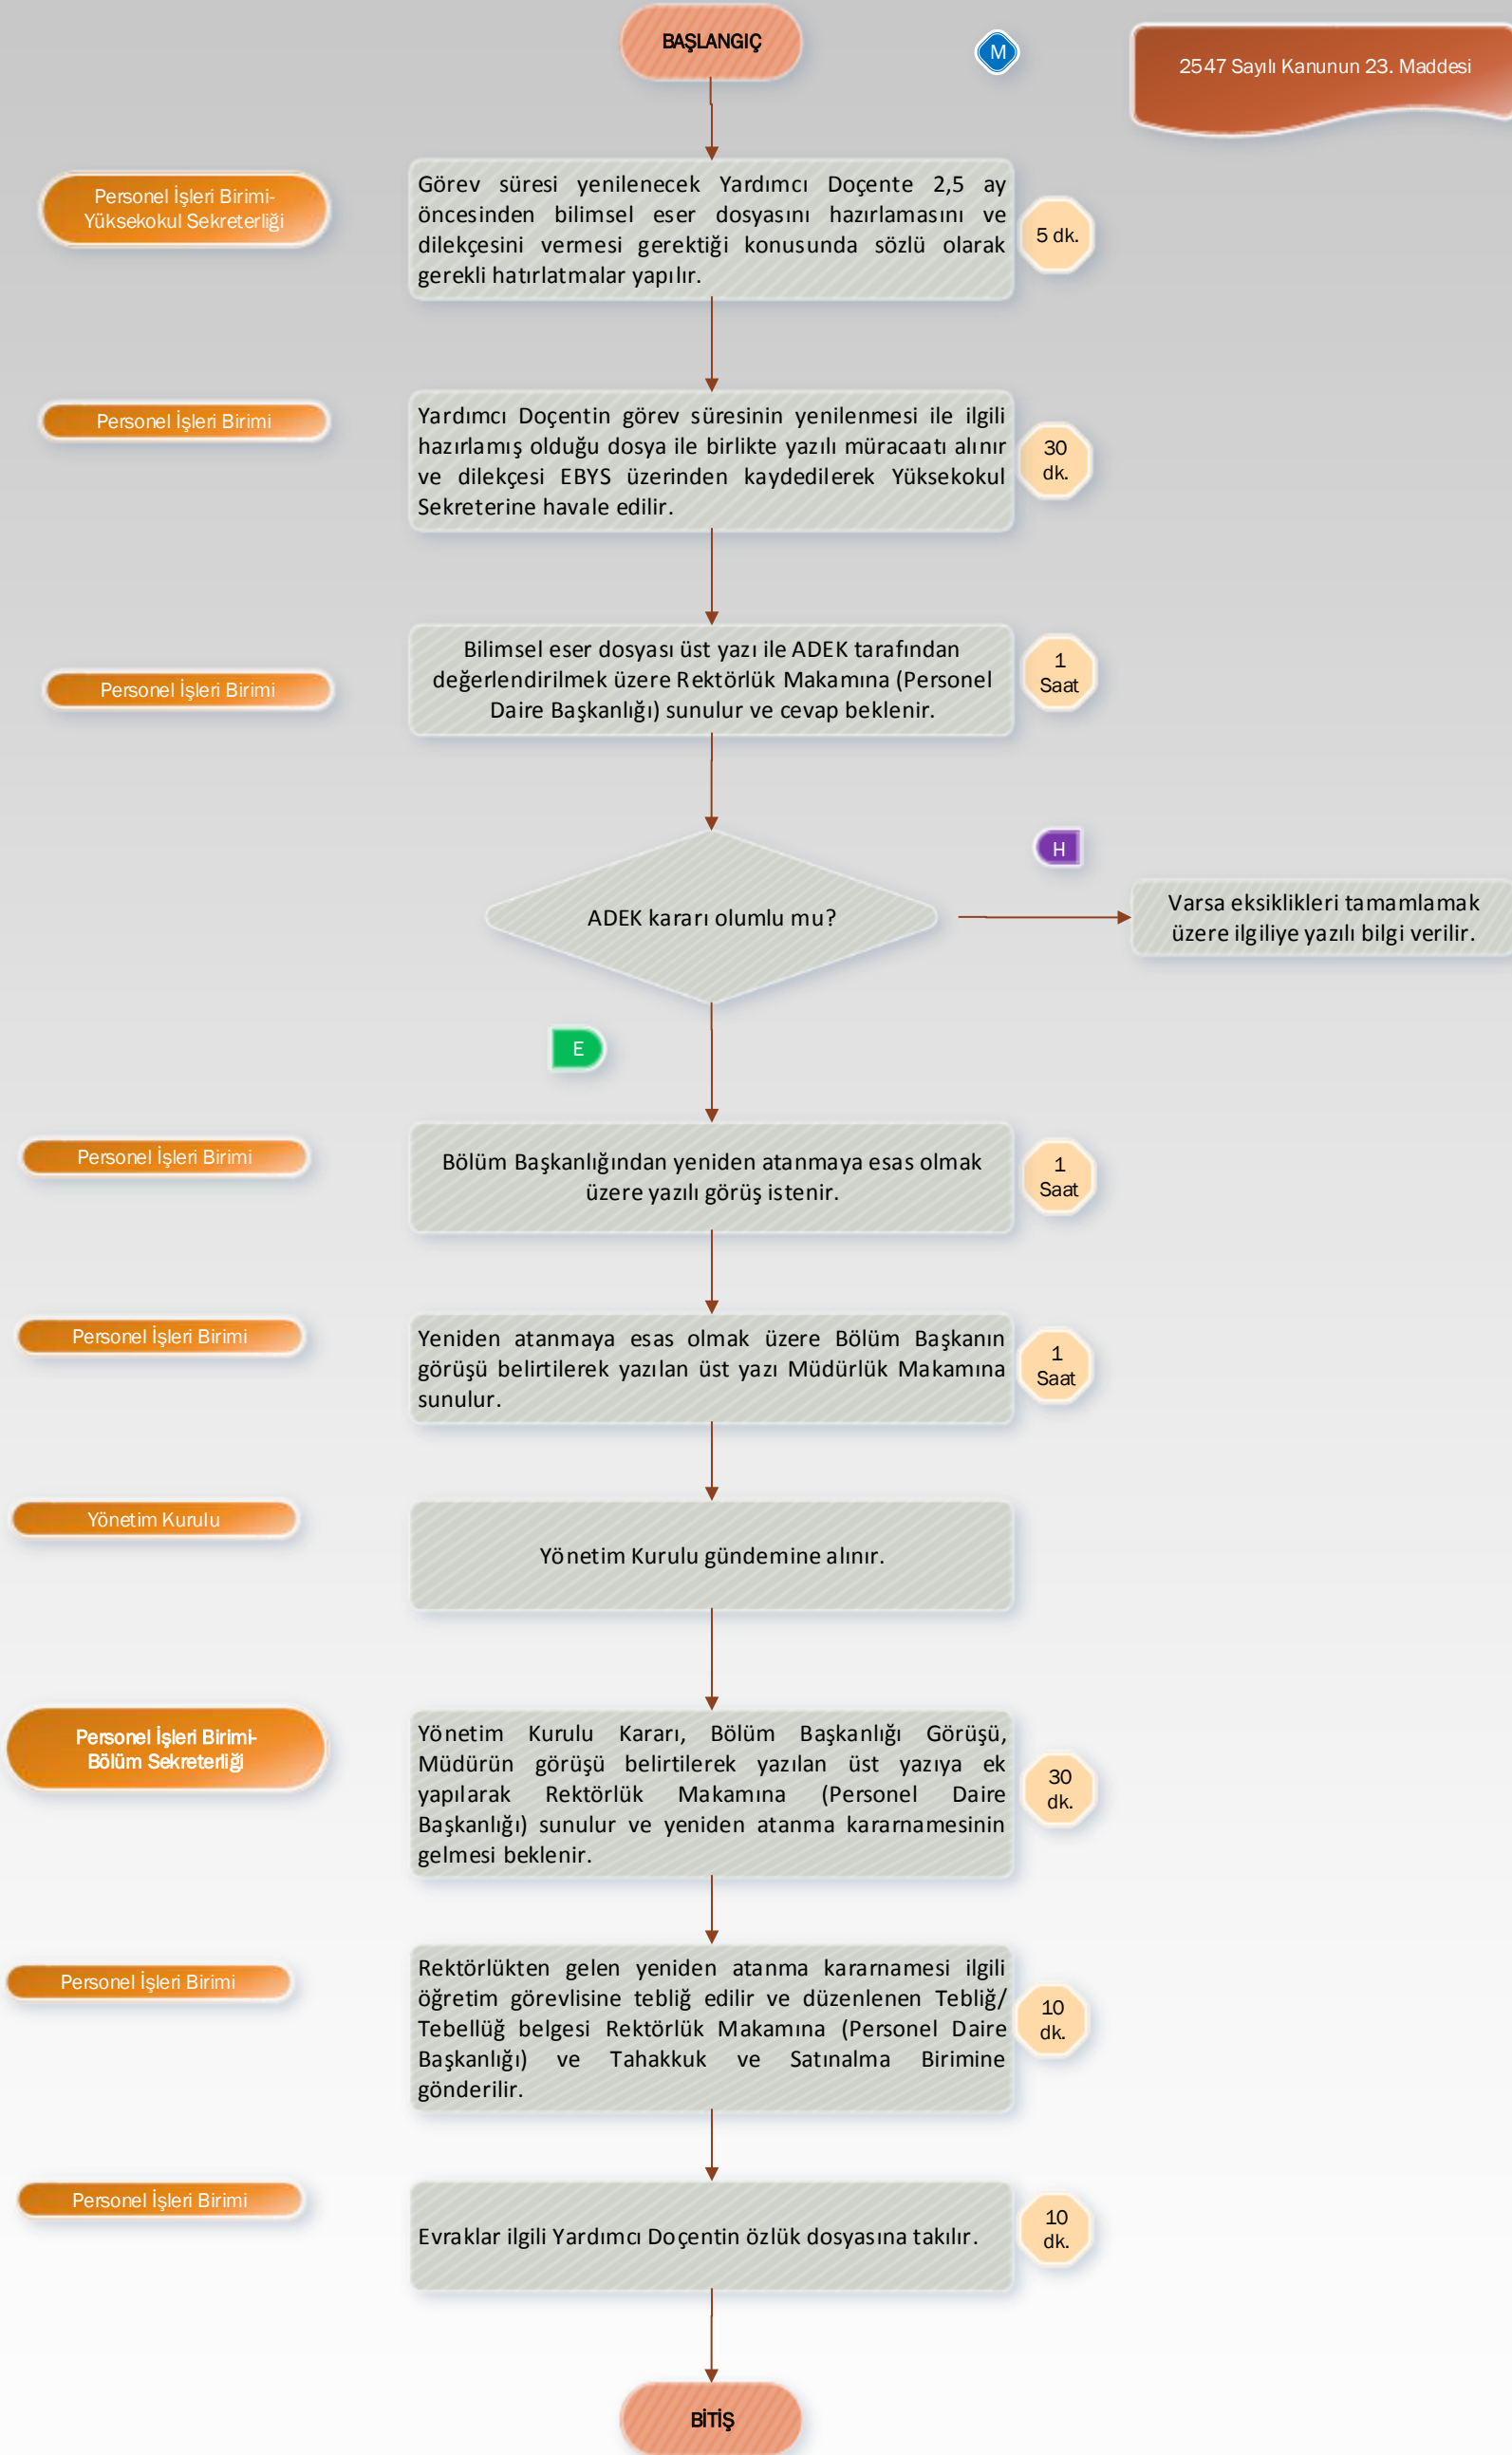 BAŞLANGIÇ
M
2547 Sayılı Kanunun 23. Maddesi
Personel İşleri Birimi-
Yüksekokul Sekreterliği
Görev süresi yenilenecek Yardımcı Doçente 2,5 ay
öncesinden bilimsel eser dosyasını hazırlamasını ve
dilekçesini vermesi gerektiği konusunda sözlü olarak
gerekli hatırlatmalar yapılır.
5 dk.
Personel İşleri Birimi
Yardımcı Doçentin görev süresinin yenilenmesi ile ilgili
hazırlamış olduğu dosya ile birlikte yazılı müracaatı alınır
ve dilekçesi EBYS üzerinden kaydedilerek Yüksekokul
Sekreterine havale edilir.
30
dk.
Personel İşleri Birimi
Bilimsel eser dosyası üst yazı ile ADEK tarafından
değerlendirilmek üzere Rektörlük Makamına (Personel
Daire Başkanlığı) sunulur ve cevap beklenir.
1
Saat
ADEK kararı olumlu mu?
H
Varsa eksiklikleri tamamlamak
üzere ilgiliye yazılı bilgi verilir.
E
Personel İşleri Birimi
Bölüm Başkanlığından yeniden atanmaya esas olmak
üzere yazılı görüş istenir.
1
Saat
Personel İşleri Birimi
Yeniden atanmaya esas olmak üzere Bölüm Başkanın
görüşü belirtilerek yazılan üst yazı Müdürlük Makamına
sunulur.
1
Saat
Yönetim Kurulu
Yönetim Kurulu gündemine alınır.
Personel İşleri Birimi-
Bölüm Sekreterliği
Yönetim Kurulu Kararı, Bölüm Başkanlığı Görüşü,
Müdürün görüşü belirtilerek yazılan üst yazıya ek
yapılarak Rektörlük Makamına (Personel Daire
Başkanlığı) sunulur ve yeniden atanma kararnamesinin
gelmesi beklenir.
30
dk.
Personel İşleri Birimi
Rektörlükten gelen yeniden atanma kararnamesi ilgili
öğretim görevlisine tebliğ edilir ve düzenlenen Tebliğ/
Tebellüğ belgesi Rektörlük Makamına (Personel Daire
Başkanlığı) ve Tahakkuk ve Satınalma Birimine
gönderilir.
10
dk.
Personel İşleri Birimi
Evraklar ilgili Yardımcı Doçentin özlük dosyasına takılır.
10
dk.
BİTİŞ